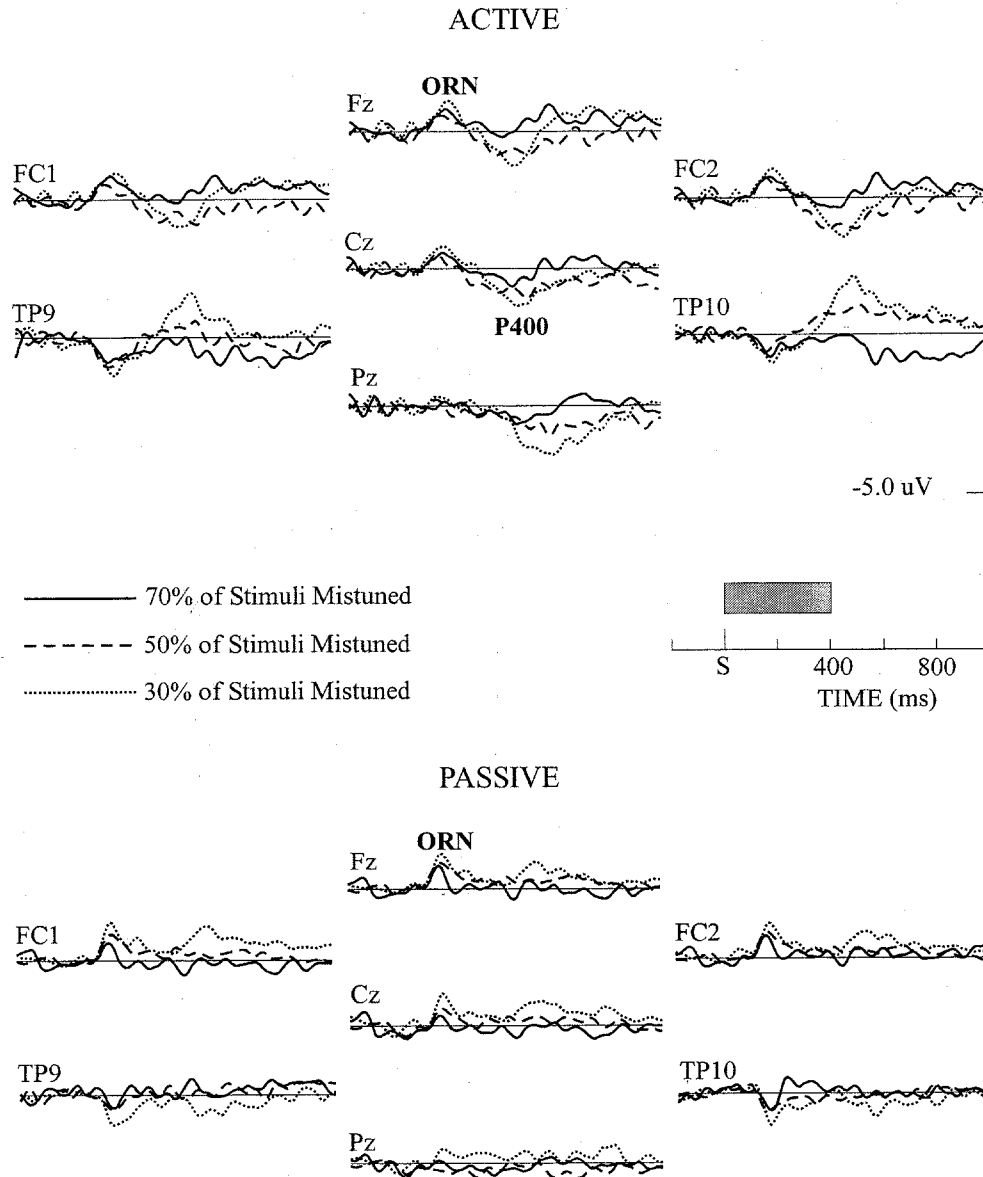 ACTIVE
ORN
Fz
FC1
FC2
Cz
TP9
P400
TP10
Pz
-5.0 uV
70% of Stimuli Mistuned
50% of Stimuli Mistuned
30% of Stimuli Mistuned
S 400 800
TIME (ms)
PASSIVE
ORN
Fz
FC1
FC2
Cz
TP9
TP10
Pz